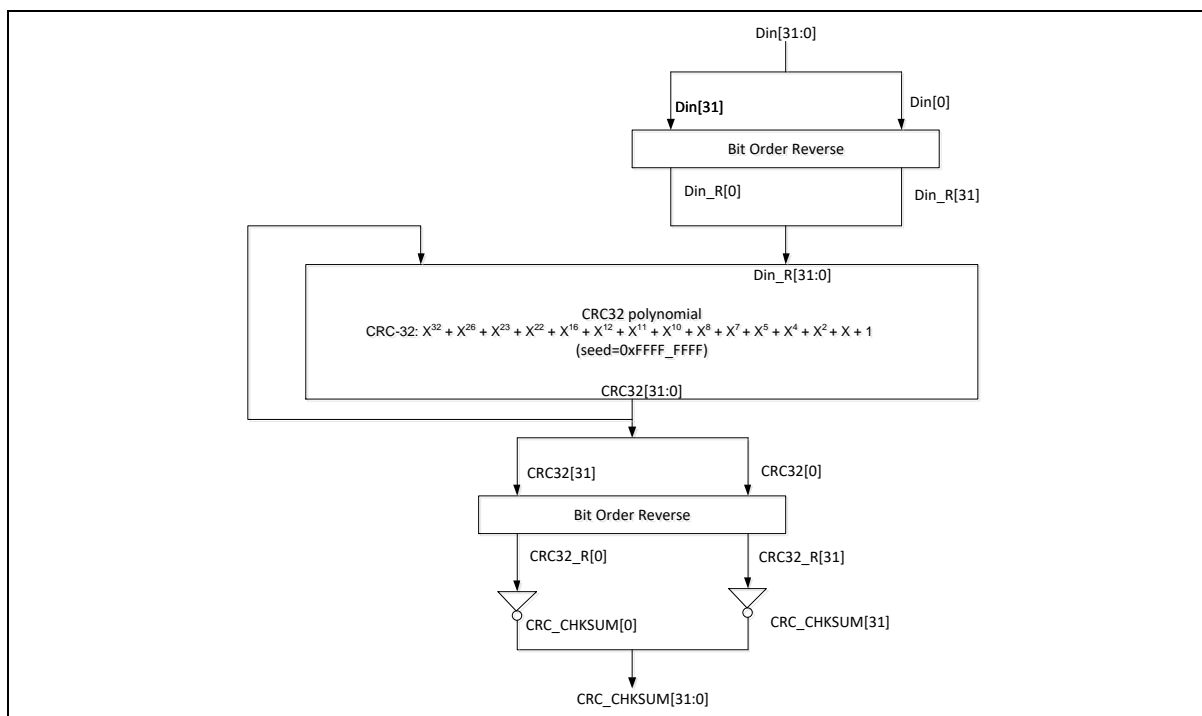 Din[31:0]
Din[31]
Din[0]
Bit Order Reverse
Din_R[0]
Din_R[31]
Din_R[31:0]
CRC32 polynomial
CRC-32: X³² + X²⁶ + X²³ + X²² + X¹⁶ + X¹² + X¹¹ + X¹⁰ + X⁸ + X⁷ + X⁵ + X⁴ + X² + X + 1
(seed=0xFFFF_FFFF)
CRC32[31:0]
CRC32[31]
CRC32[0]
Bit Order Reverse
CRC32_R[0]
CRC32_R[31]
CRC_CHKSUM[0]
CRC_CHKSUM[31]
CRC_CHKSUM[31:0]